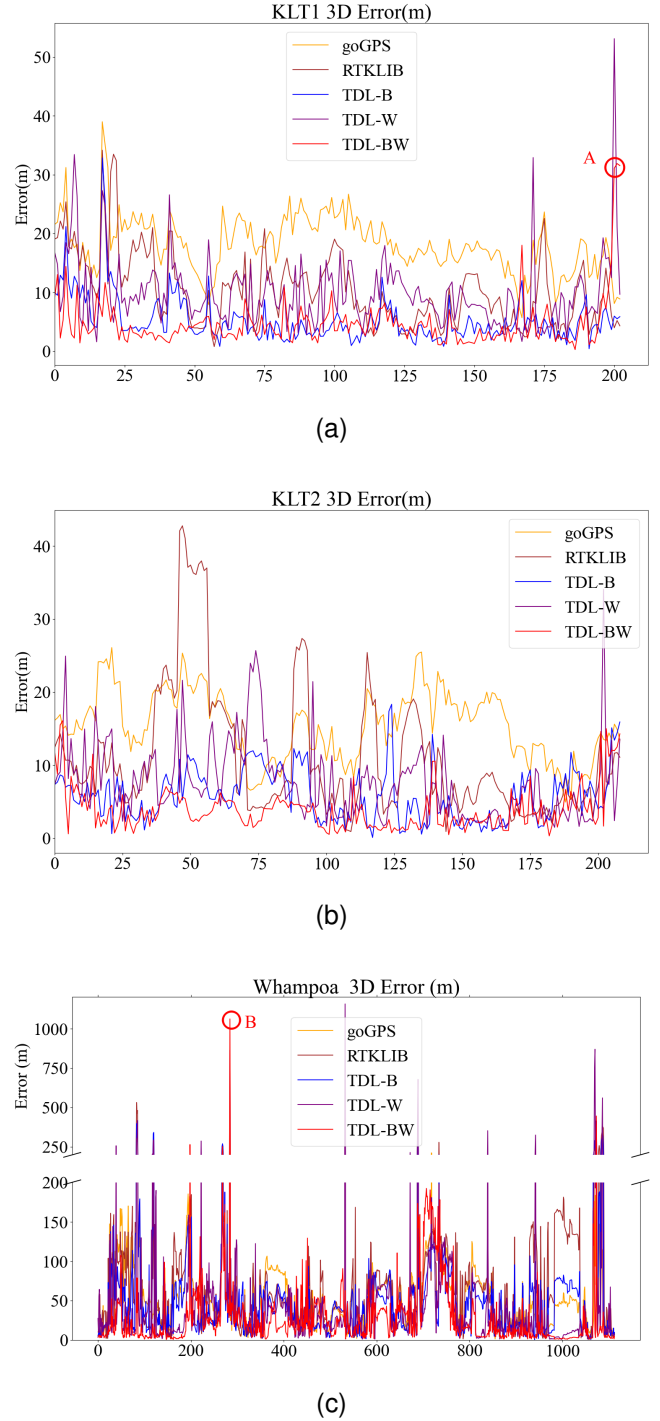 KLT1 3D Error(m)
50
40
30
20
10
0
Error(m)
goGPS
RTKLIB
TDL-B
TDL-W
TDL-BW
A
0 25 50 75 100 125 150 175 200
(a)
KLT2 3D Error(m)
40
30
20
10
0
Error(m)
goGPS
RTKLIB
TDL-B
TDL-W
TDL-BW
0 25 50 75 100 125 150 175 200
(b)
Whampoa 3D Error (m)
1000
750
500
250
200
150
100
50
0
Error (m)
B
goGPS
RTKLIB
TDL-B
TDL-W
TDL-BW
0 200 400 600 800 1000
(c)